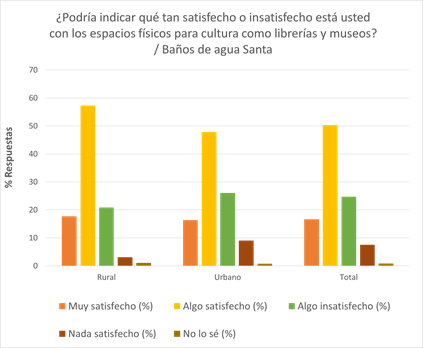 ¿Podría indicar qué tan satisfecho o insatisfecho está usted
con los espacios físicos para cultura como librerías y museos?
/ Baños de agua Santa
% Respuestas
70
60
50
40
30
20
10
0
Rural Urbano Total
Muy satisfecho (%) Algo satisfecho (%) Algo insatisfecho (%)
Nada satisfecho (%) No lo sé (%)